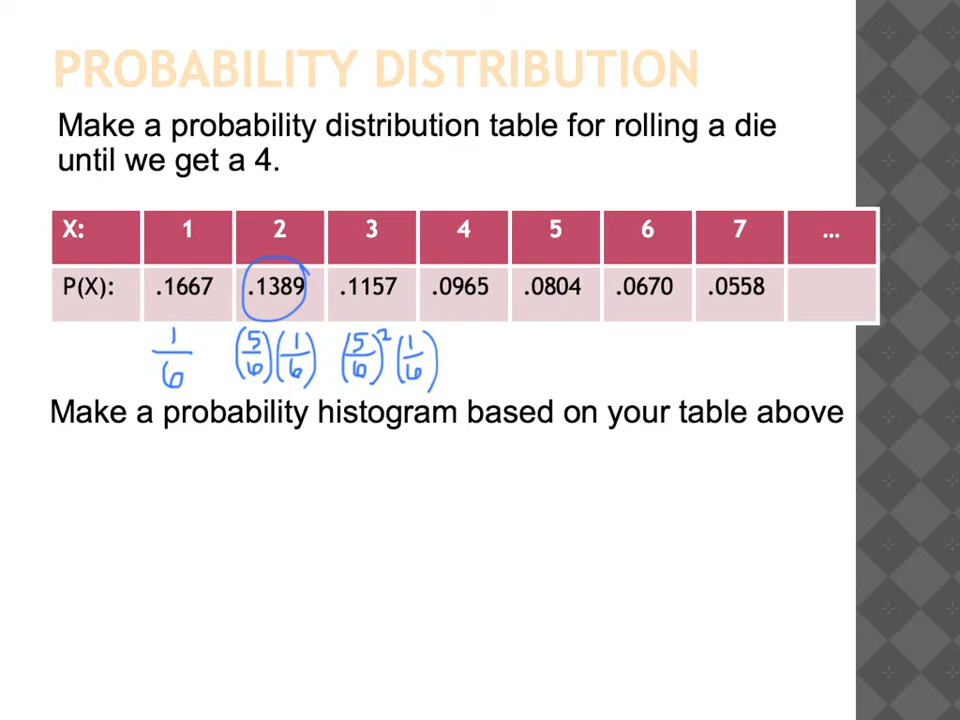 PROBABILITY DISTRIBUTION
Make a probability distribution table for rolling a die
until we get a 4.
X: 1 2 3 4 5 6 7 ...
P(X): .1667 .1389 .1157 .0965 .0804 .0670 .0558
1/6 (5/6)(1/6) (5/6)²(1/6)
Make a probability histogram based on your table above